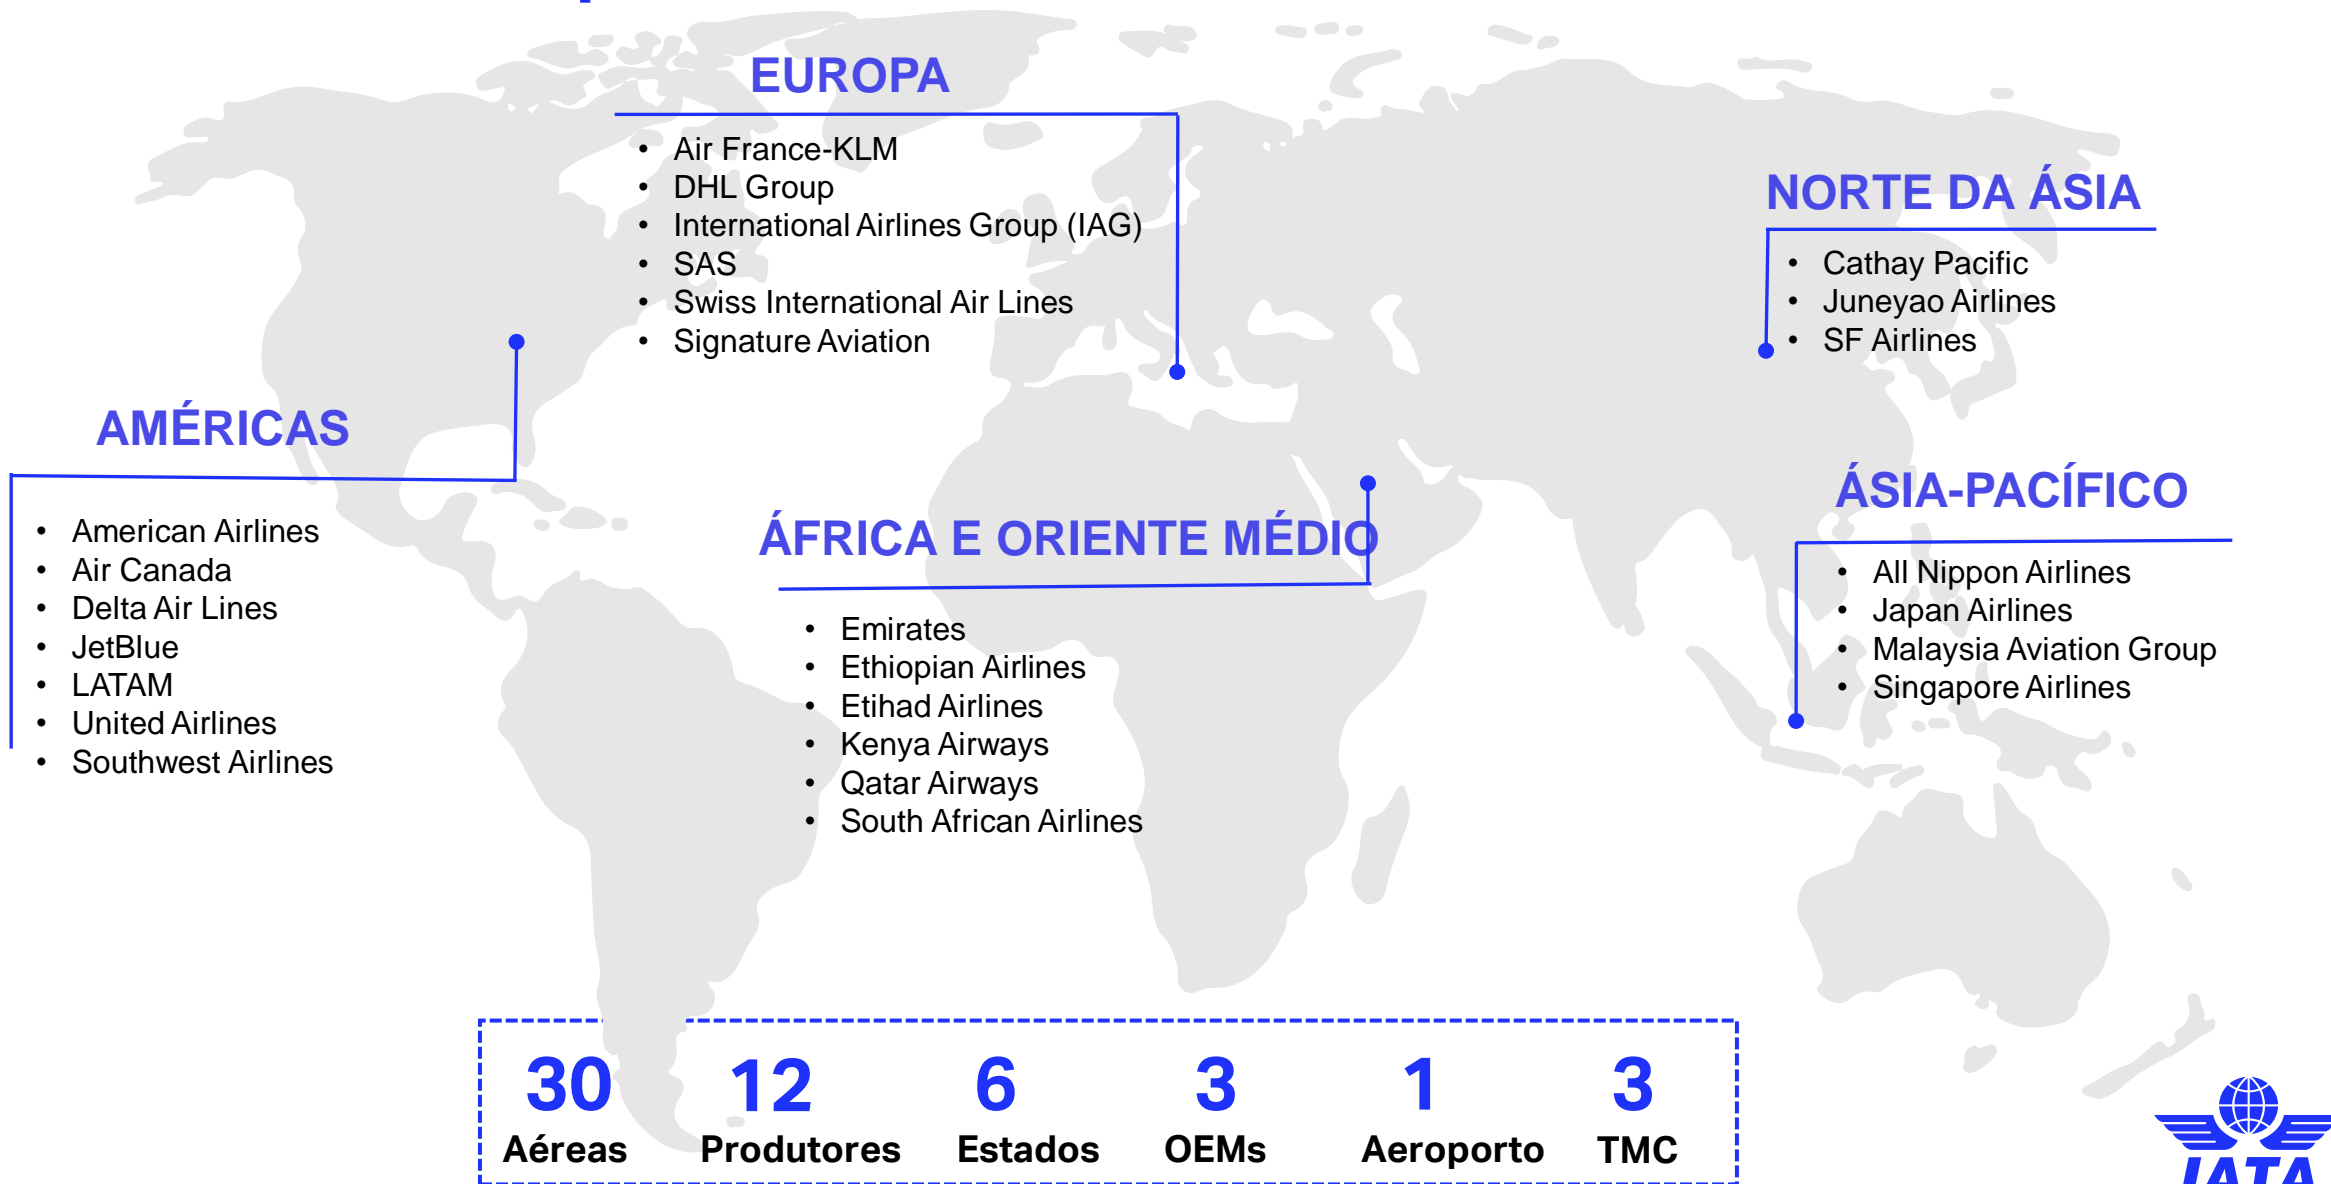 EUROPA
• Air France-KLM
• DHL Group
• International Airlines Group (IAG)
• SAS
• Swiss International Air Lines
• Signature Aviation
NORTE DA ÁSIA
• Cathay Pacific
• Juneyao Airlines
• SF Airlines
AMÉRICAS
• American Airlines
• Air Canada
• Delta Air Lines
• JetBlue
• LATAM
• United Airlines
• Southwest Airlines
ÁFRICA E ORIENTE MÉDIO
• Emirates
• Ethiopian Airlines
• Etihad Airlines
• Kenya Airways
• Qatar Airways
• South African Airlines
ÁSIA-PACÍFICO
• All Nippon Airlines
• Japan Airlines
• Malaysia Aviation Group
• Singapore Airlines
30 12 6 3 1 3
Aéreas Produtores Estados OEMs Aeroporto TMC
IATA